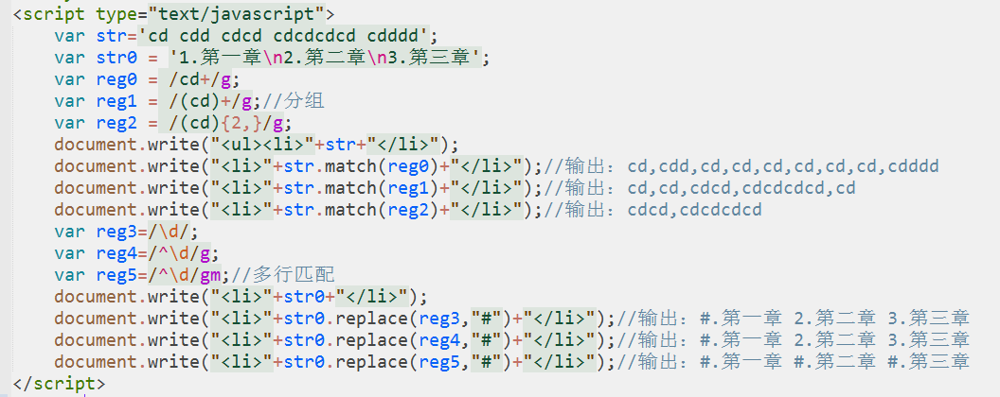 <script type="text/javascript">
    var str='cd cdd cdcd cdcdcdcd cdddd';
    var str0 = '1.第一章\n2.第二章\n3.第三章';
    var reg0 = /cd+/g;
    var reg1 = /(cd)+/g;//分组
    var reg2 = /(cd){2,}/g;
    document.write("<ul><li>"+str+"</li>");
    document.write("<li>"+str.match(reg0)+"</li>");//输出：cd,cdd,cd,cd,cd,cd,cd,cd,cdddd
    document.write("<li>"+str.match(reg1)+"</li>");//输出：cd,cd,cdcd,cdcdcdcd,cd
    document.write("<li>"+str.match(reg2)+"</li>");//输出：cdcd,cdcdcdcd
    var reg3=/\d/;
    var reg4=/^\d/g;
    var reg5=/^\d/gm;//多行匹配
    document.write("<li>"+str0+"</li>");
    document.write("<li>"+str0.replace(reg3,"#")+"</li>");//输出：#.第一章 2.第二章 3.第三章
    document.write("<li>"+str0.replace(reg4,"#")+"</li>");//输出：#.第一章 2.第二章 3.第三章
    document.write("<li>"+str0.replace(reg5,"#")+"</li>");//输出：#.第一章 #.第二章 #.第三章
</script>